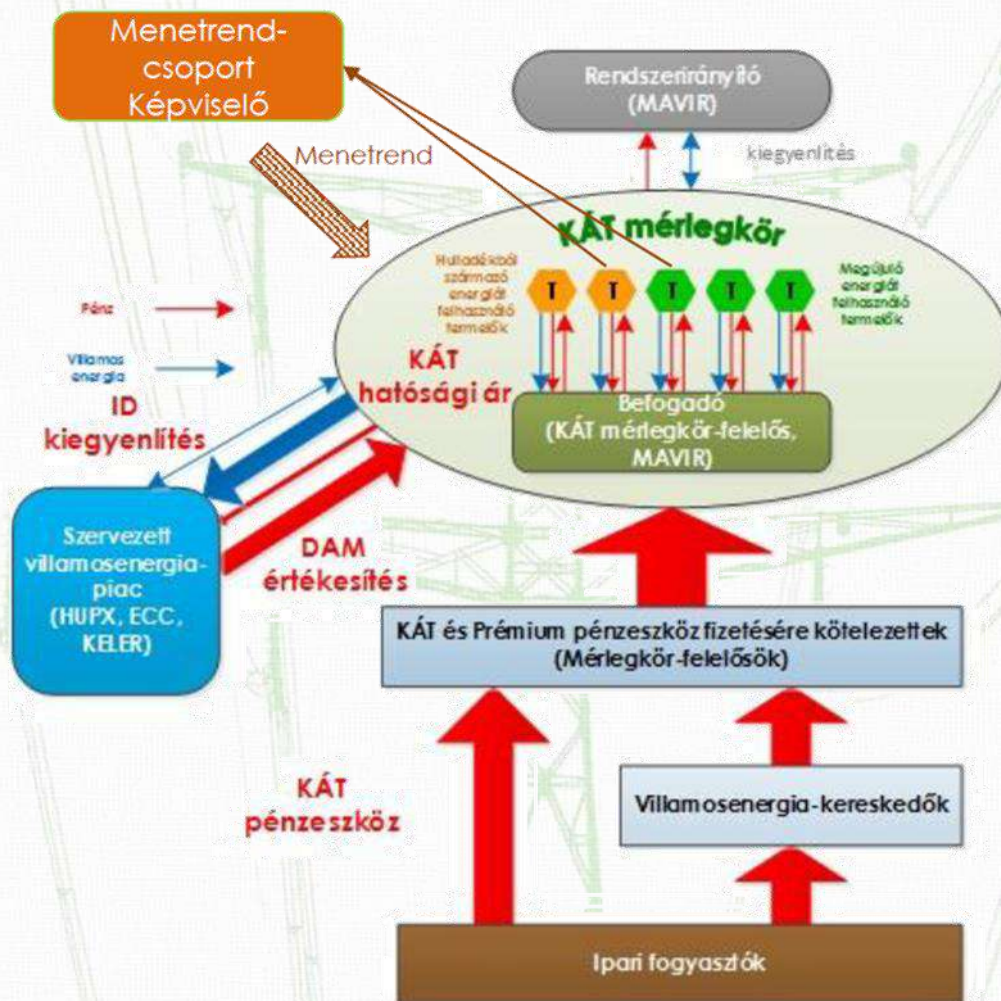 Menetrend-
csoport
Képviselő
Rendszerirányító
(MAVIR)
Menetrend
kiegyenlítés
KÁT mérlegkör
Hulladékból
származó
energiát
felhasználó
termelők
T
T
T
T
T
Megújuló
energiát
felhasználó
termelők
Pénz
Villamos
energia
KÁT
hatósági ár
Befogadó
(KÁT mérlegkör-felelős,
MAVIR)
ID
kiegyenlítés
Szervezett
villamosenergia-
piac
(HUPX, ECC,
KELER)
DAM
értékesítés
KÁT és Prémium pénzeszköz fizetésére kötelezettek
(Mérlegkör-felelősök)
KÁT
pénzeszköz
Villamosenergia-kereskedők
Ipari fogyasztók